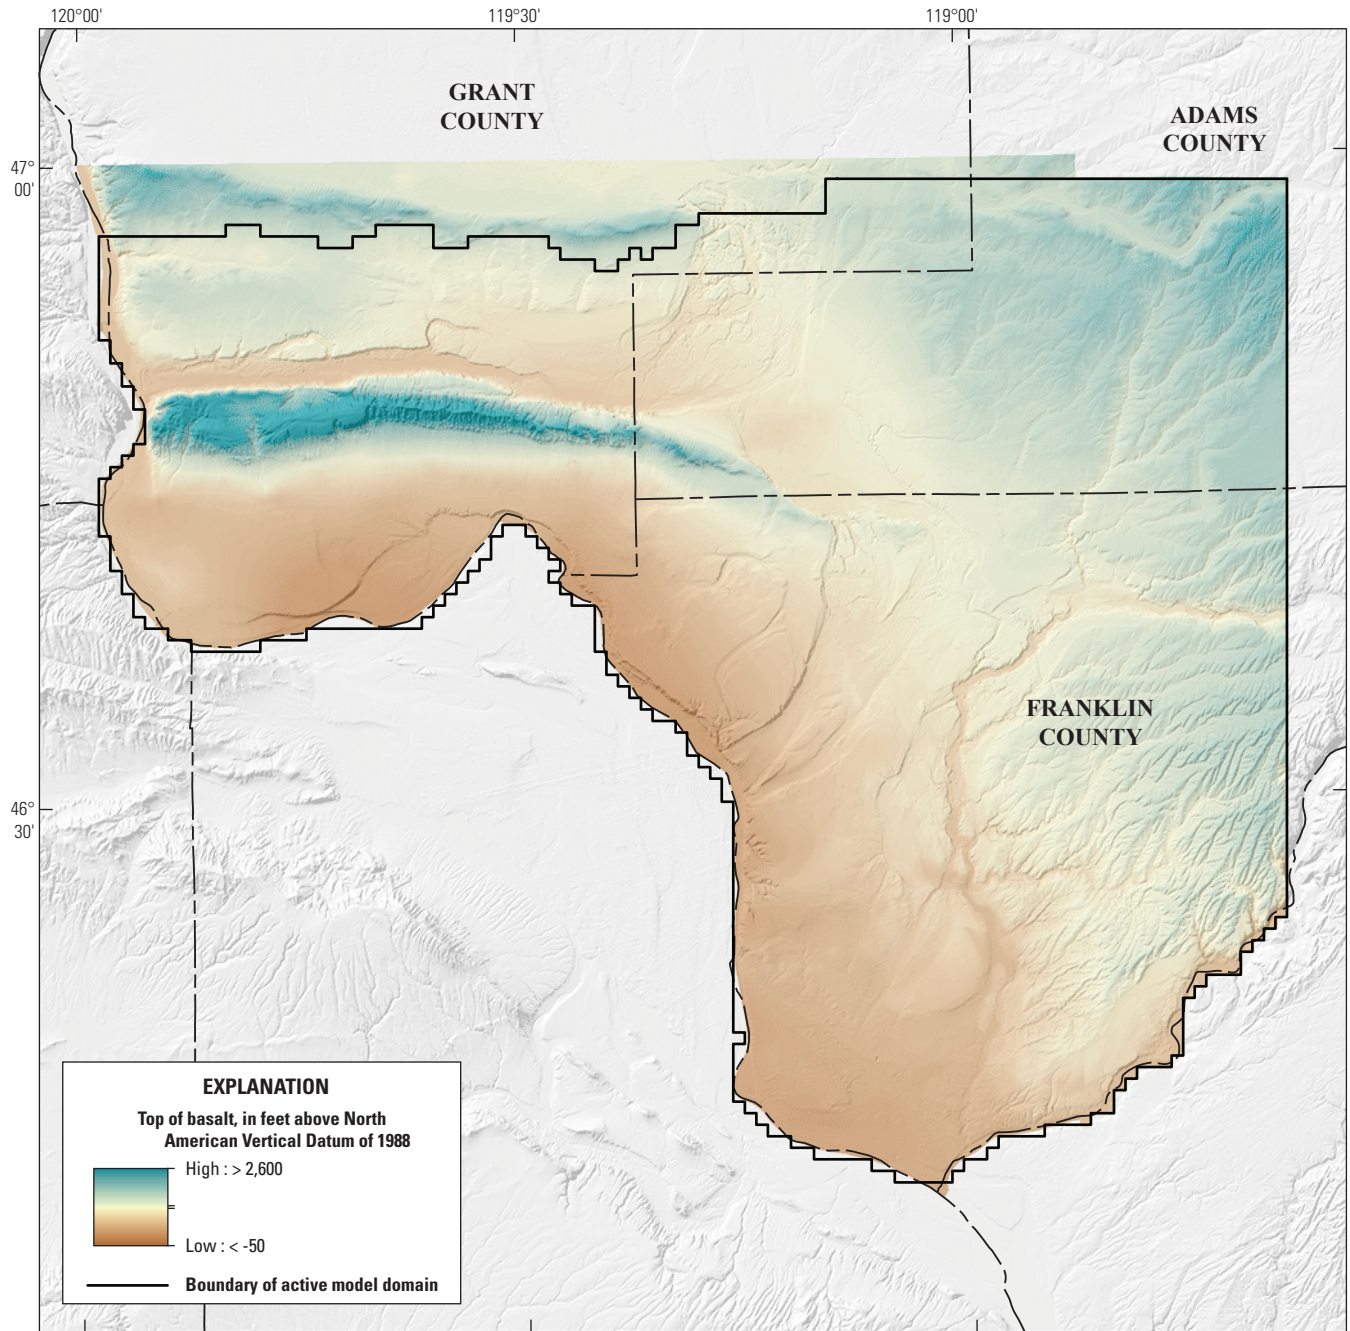 120°00'
119°30'
119°00'
GRANT
COUNTY
ADAMS
COUNTY
47°
00'
FRANKLIN
COUNTY
46°
30'
EXPLANATION
Top of basalt, in feet above North
American Vertical Datum of 1988
High : > 2,600
=
Low : < -50
Boundary of active model domain